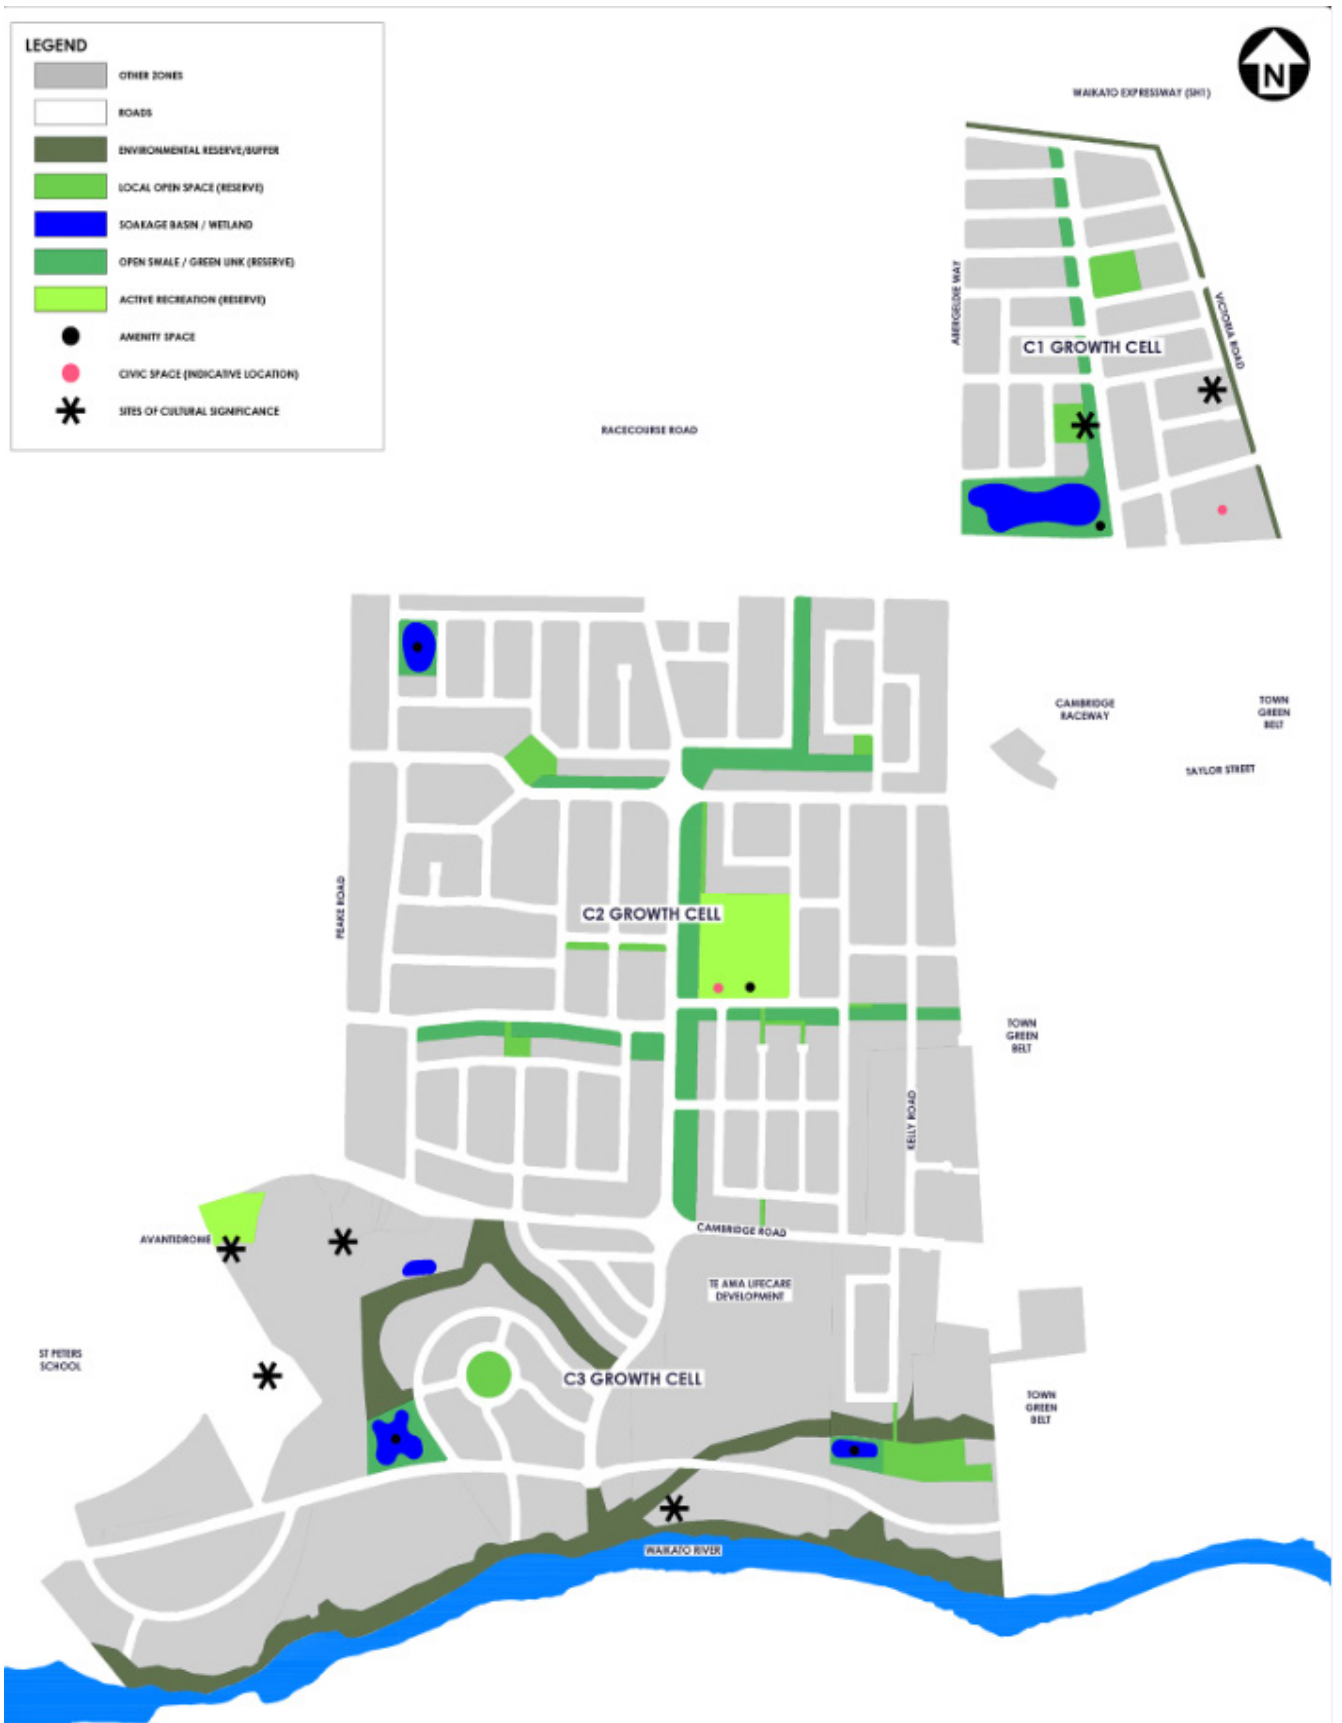 LEGEND
OTHER ZONES
ROADS
ENVIRONMENTAL RESERVE/BUFFER
LOCAL OPEN SPACE (RESERVE)
SOAKAGE BASIN / WETLAND
OPEN SWALE / GREEN LINK (RESERVE)
ACTIVE RECREATION (RESERVE)
AMENITY SPACE
CIVIC SPACE (INDICATIVE LOCATION)
SITES OF CULTURAL SIGNIFICANCE
N
WAIKATO EXPRESSWAY (SH1)
ABERGELDIE WAY
VICTORIA ROAD
C1 GROWTH CELL
RACECOURSE ROAD
CAMBRIDGE
RACEWAY
TOWN
GREEN
BELT
TAYLOR STREET
PEAKE ROAD
C2 GROWTH CELL
TOWN
GREEN
BELT
KELLY ROAD
CAMBRIDGE ROAD
AVANTIDROME
TE AWA LIFECARE
DEVELOPMENT
ST PETERS
SCHOOL
C3 GROWTH CELL
TOWN
GREEN
BELT
WAIKATO RIVER